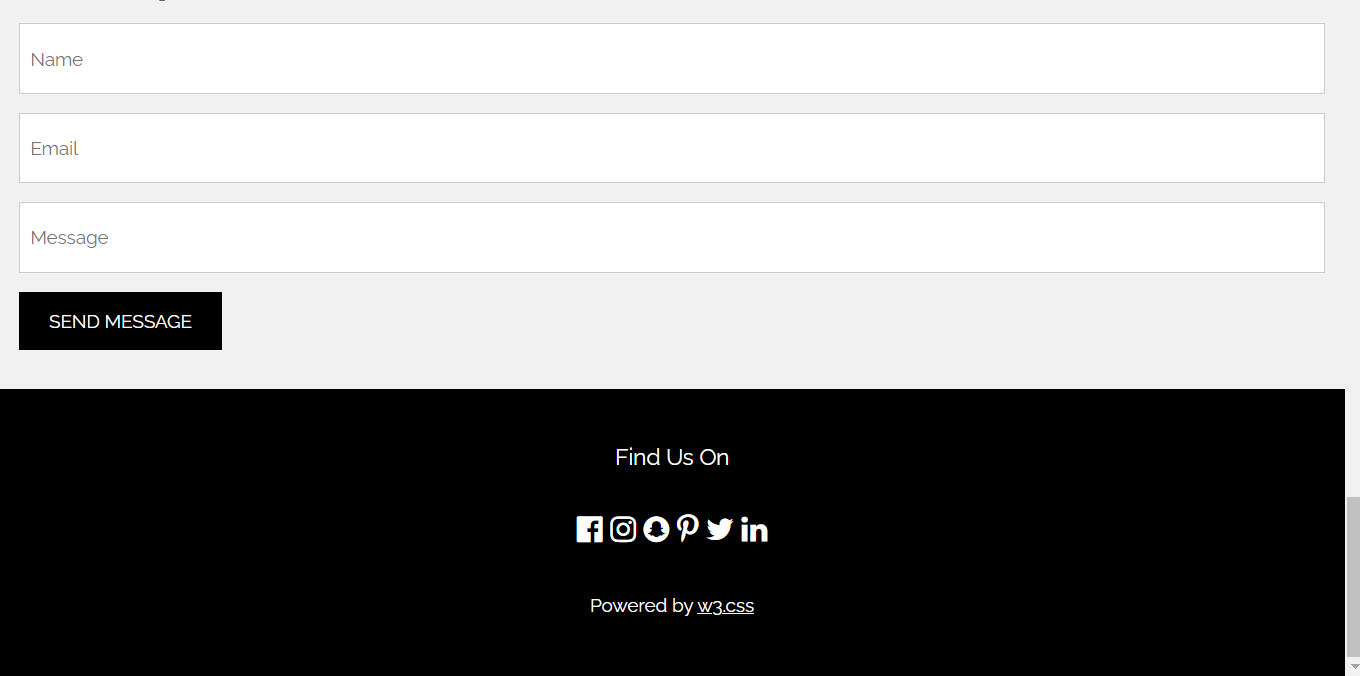 Name
Email
Message
SEND MESSAGE
Find Us On
Powered by w3.css